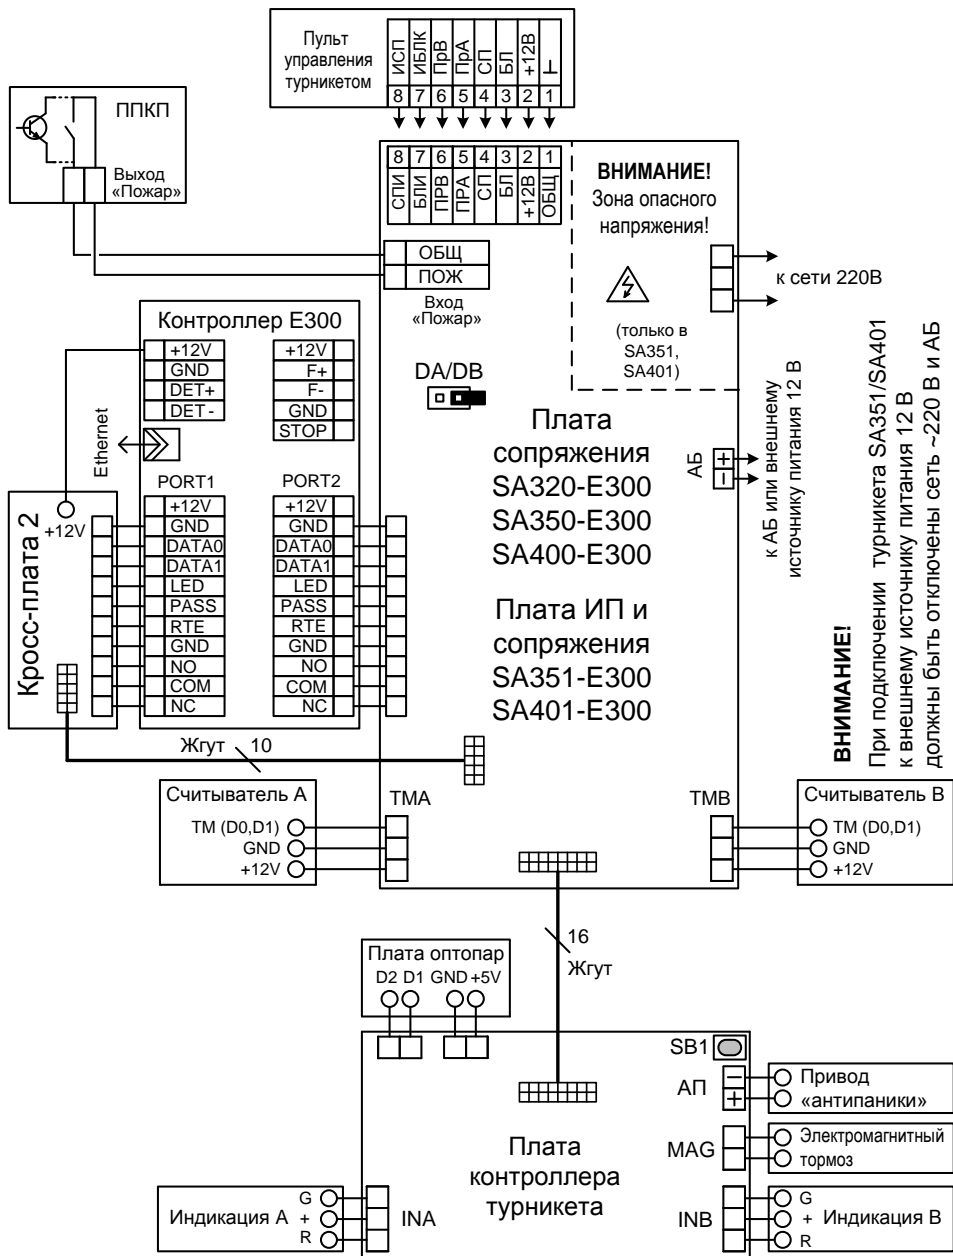 Пульт
управления
турникетом
ИСП
ИБЛК
ПрВ
ПрА
СП
БЛ
+12В
⊥
8 7 6 5 4 3 2 1
ППКП
Выход
«Пожар»
8 7 6 5 4 3 2 1
СПИ
БПИ
ПРВ
ПРА
СП
БЛ
+12В
ОБЩ
ВНИМАНИЕ!
Зона опасного
напряжения!
(только в
SA351,
SA401)
к сети 220В
ОБЩ
ПОЖ
Вход
«Пожар»
Контроллер E300
+12V
GND
DET+
DET-
+12V
F+
F-
GND
STOP
Ethernet
DA/DB
Плата
сопряжения
SA320-E300
SA350-E300
SA400-E300
Плата ИП и
сопряжения
SA351-E300
SA401-E300
АБ
+
−
к АБ или внешнему
источнику питания 12 В
ВНИМАНИЕ!
При подключении турникета SA351/SA401
к внешнему источнику питания 12 В
должны быть отключены сеть ~220 В и АБ
Кросс-плата 2
+12V
PORT1
+12V
GND
DATA0
DATA1
LED
PASS
RTE
GND
NO
COM
NC
PORT2
+12V
GND
DATA0
DATA1
LED
PASS
RTE
GND
NO
COM
NC
Жгут 10
Считыватель А
TM (D0,D1)
GND
+12V
TMA
TMB
Считыватель В
TM (D0,D1)
GND
+12V
16
Жгут
Плата оптопар
D2 D1 GND +5V
SB1
АП
−
+
Привод
«антипаники»
MAG
Электромагнитный
тормоз
Плата
контроллера
турникета
Индикация А
G
+
R
INA
INB
G
+
R
Индикация В